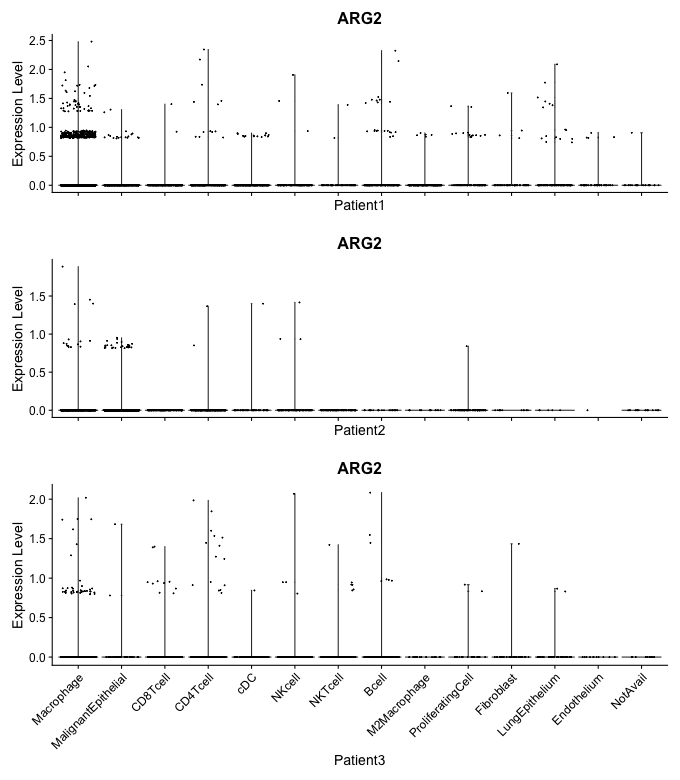 ARG2
Expression Level
2.5
2.0
1.5
1.0
0.5
0.0
Patient1
ARG2
Expression Level
1.5
1.0
0.5
0.0
Patient2
ARG2
Expression Level
2.0
1.5
1.0
0.5
0.0
Macrophage
MalignantEpithelial
CD8Tcell
CD4Tcell
cDC
NKcell
NKTcell
Bcell
M2Macrophage
ProliferatingCell
Fibroblast
LungEpithelium
Endothelium
NotAvail
Patient3